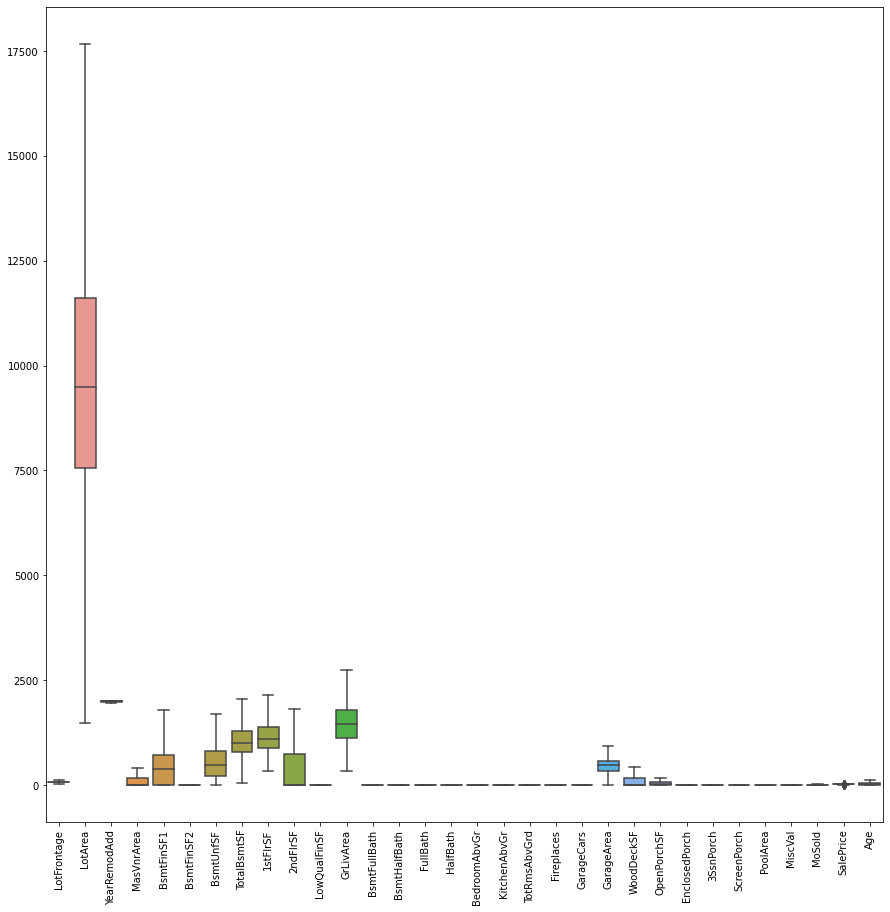 17500
15000
12500
10000
7500
5000
2500
0
LotFrontage
LotArea
YearRemodAdd
MasVnrArea
BsmtFinSF1
BsmtFinSF2
BsmtUnfSF
TotalBsmtSF
1stFlrSF
2ndFlrSF
LowQualFinSF
GrLivArea
BsmtFullBath
BsmtHalfBath
FullBath
HalfBath
BedroomAbvGr
KitchenAbvGr
TotRmsAbvGrd
Fireplaces
GarageCars
GarageArea
WoodDeckSF
OpenPorchSF
EnclosedPorch
3SsnPorch
ScreenPorch
PoolArea
MiscVal
MoSold
SalePrice
Age